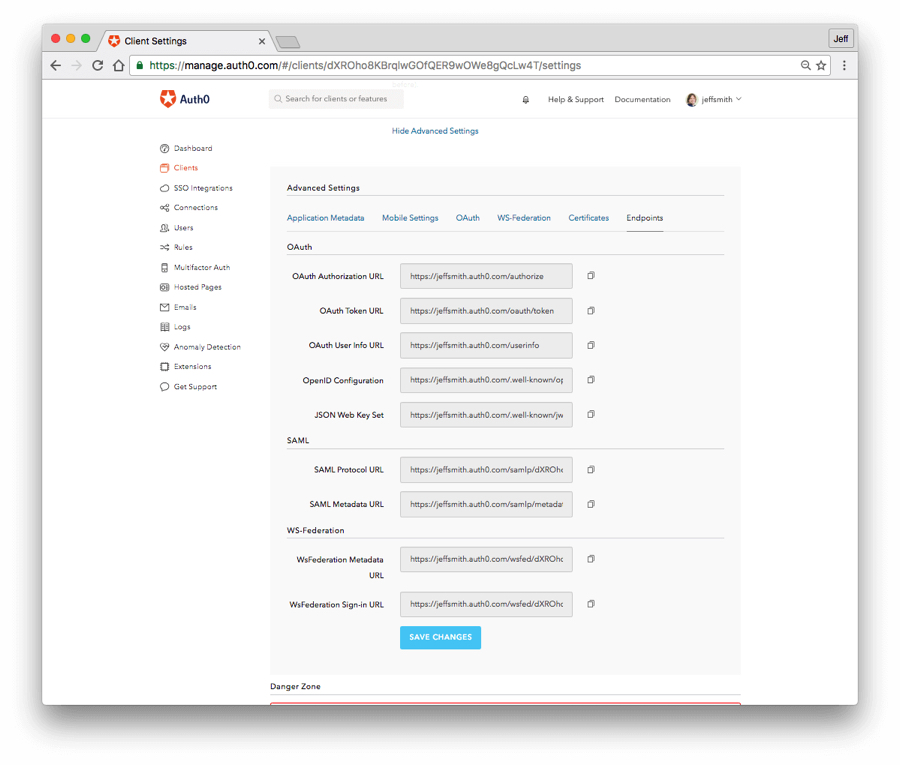 Client Settings
Jeff
https://manage.auth0.com/#/clients/dXROho8KBrqlwGOfQER9wOWe8gQcLw4T/settings
Auth0
Search for clients or features
Help & Support
Documentation
jeffsmith
Hide Advanced Settings
Dashboard
Clients
SSO Integrations
Connections
Users
Rules
Multifactor Auth
Hosted Pages
Emails
Logs
Anomaly Detection
Extensions
Get Support
Advanced Settings
Application Metadata
Mobile Settings
OAuth
WS-Federation
Certificates
Endpoints
OAuth
OAuth Authorization URL
https://jeffsmith.auth0.com/authorize
OAuth Token URL
https://jeffsmith.auth0.com/oauth/token
OAuth User Info URL
https://jeffsmith.auth0.com/userinfo
OpenID Configuration
https://jeffsmith.auth0.com/.well-known/op
JSON Web Key Set
https://jeffsmith.auth0.com/.well-known/jw
SAML
SAML Protocol URL
https://jeffsmith.auth0.com/samlp/dXROho
SAML Metadata URL
https://jeffsmith.auth0.com/samlp/metadat
WS-Federation
WsFederation Metadata
URL
https://jeffsmith.auth0.com/wsfed/dXROho
WsFederation Sign-in URL
https://jeffsmith.auth0.com/wsfed/dXROho
SAVE CHANGES
Danger Zone